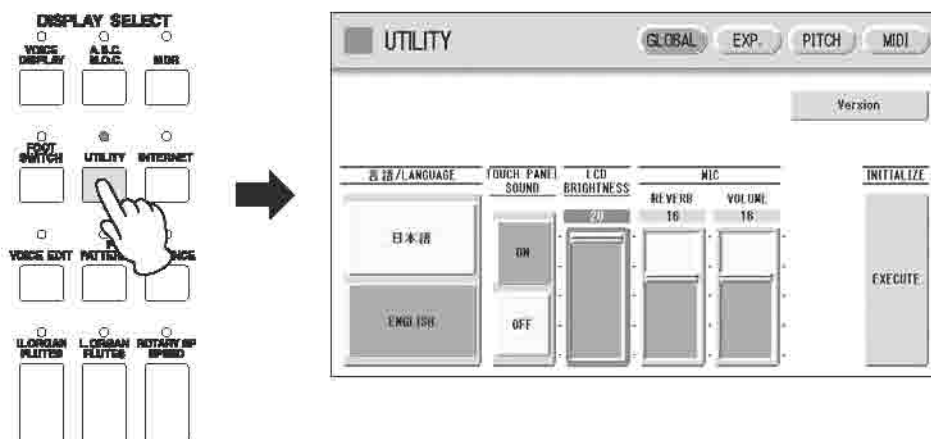 DISPLAY SELECT
VOICE DISPLAY
A.B.C. M.O.C.
MDR
FOOT SWITCH
UTILITY
INTERNET
VOICE EDIT
U.ORGAN FLUTES
L.ORGAN FLUTES
ROTARY SP SPEED
UTILITY
GLOBAL
EXP.
PITCH
MIDI
Version
言語/LANGUAGE
TOUCH PANEL SOUND
LCD BRIGHTNESS
MIC
INITIALIZE
REVERB
VOLUME
20
16
16
日本語
ON
ENGLISH
OFF
EXECUTE